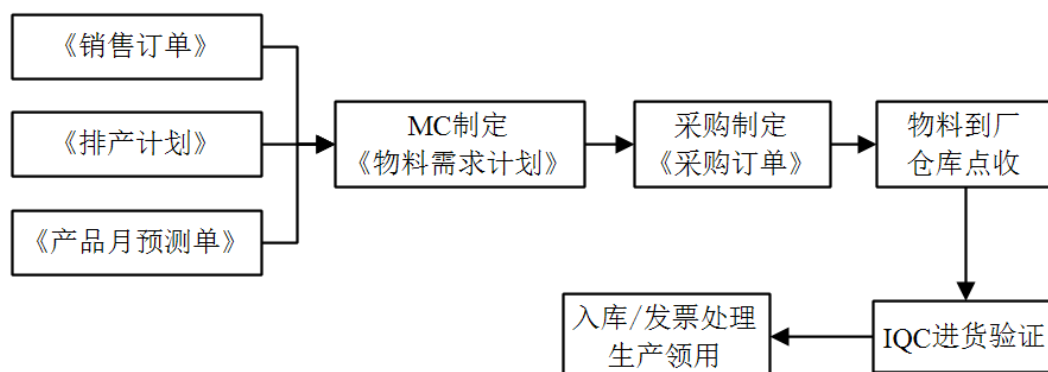 《销售订单》
《排产计划》
《产品月预测单》
MC制定
《物料需求计划》
采购制定
《采购订单》
物料到厂
仓库点收
IQC进货验证
入库/发票处理
生产领用